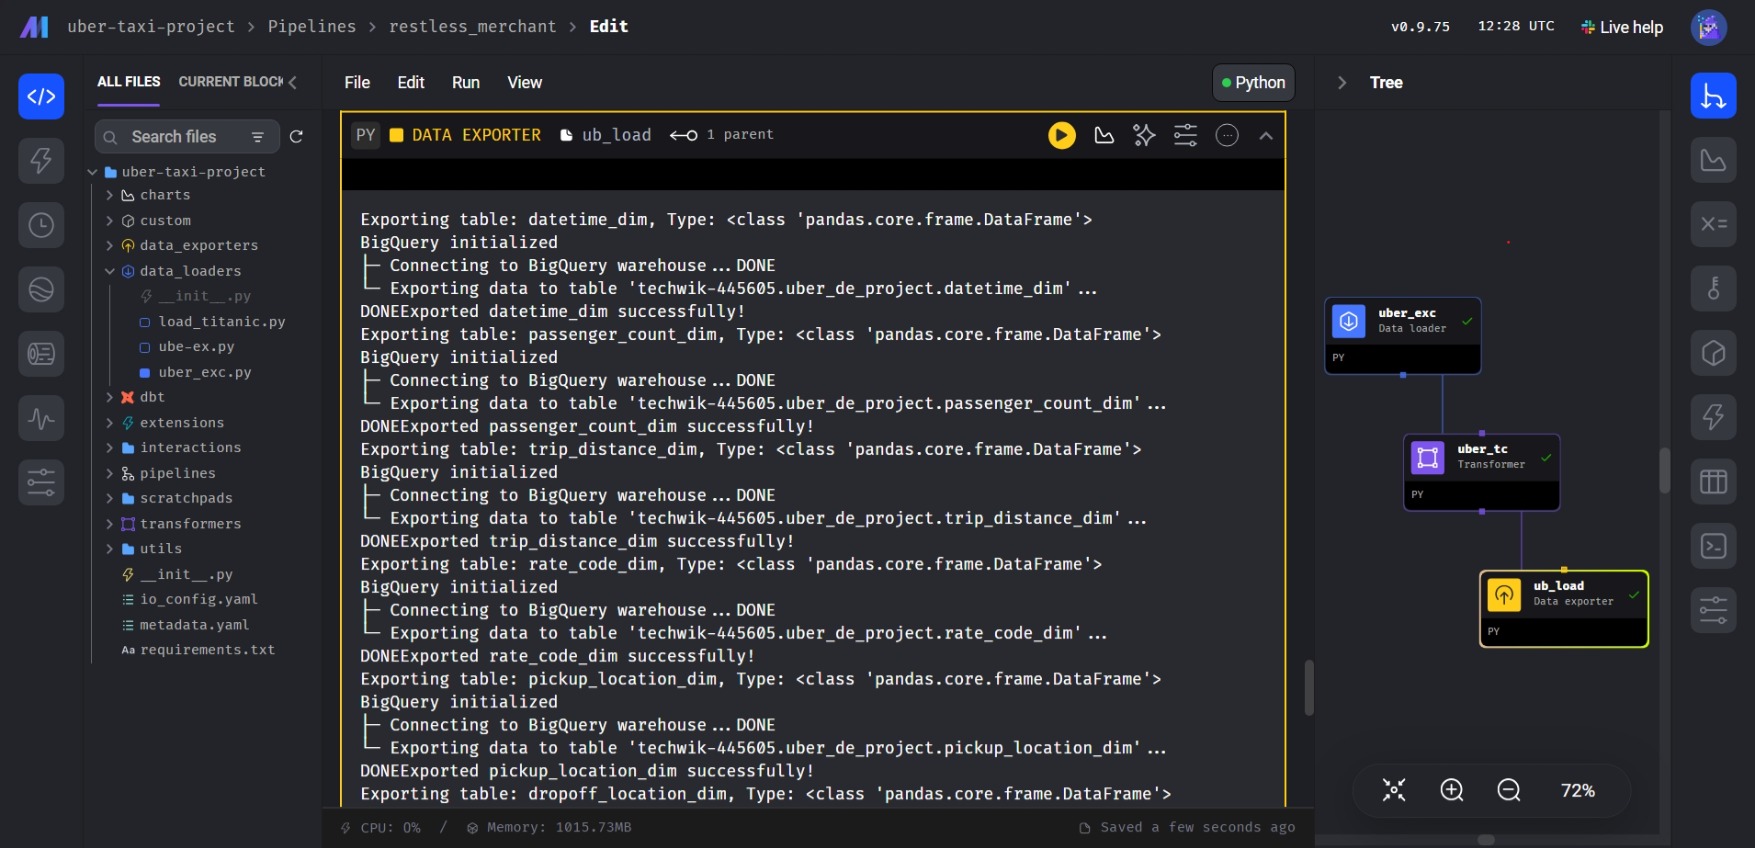 uber-taxi-project > Pipelines > restless_merchant > Edit
v0.9.75 12:28 UTC Live help
ALL FILES CURRENT BLOCK
Search files
uber-taxi-project
charts
custom
data_exporters
data_loaders
__init__.py
load_titanic.py
ube-ex.py
uber_exc.py
dbt
extensions
interactions
pipelines
scratchpads
transformers
utils
__init__.py
io_config.yaml
metadata.yaml
Aa requirements.txt
File Edit Run View
Python
PY DATA EXPORTER ub_load 1 parent
Exporting table: datetime_dim, Type: <class 'pandas.core.frame.DataFrame'>
BigQuery initialized
├─ Connecting to BigQuery warehouse...DONE
└─ Exporting data to table 'techwik-445605.uber_de_project.datetime_dim'...
DONEExported datetime_dim successfully!
Exporting table: passenger_count_dim, Type: <class 'pandas.core.frame.DataFrame'>
BigQuery initialized
├─ Connecting to BigQuery warehouse...DONE
└─ Exporting data to table 'techwik-445605.uber_de_project.passenger_count_dim'...
DONEExported passenger_count_dim successfully!
Exporting table: trip_distance_dim, Type: <class 'pandas.core.frame.DataFrame'>
BigQuery initialized
├─ Connecting to BigQuery warehouse...DONE
└─ Exporting data to table 'techwik-445605.uber_de_project.trip_distance_dim'...
DONEExported trip_distance_dim successfully!
Exporting table: rate_code_dim, Type: <class 'pandas.core.frame.DataFrame'>
BigQuery initialized
├─ Connecting to BigQuery warehouse...DONE
└─ Exporting data to table 'techwik-445605.uber_de_project.rate_code_dim'...
DONEExported rate_code_dim successfully!
Exporting table: pickup_location_dim, Type: <class 'pandas.core.frame.DataFrame'>
BigQuery initialized
├─ Connecting to BigQuery warehouse...DONE
└─ Exporting data to table 'techwik-445605.uber_de_project.pickup_location_dim'...
DONEExported pickup_location_dim successfully!
Exporting table: dropoff_location_dim, Type: <class 'pandas.core.frame.DataFrame'>
CPU: 0% / Memory: 1015.73MB
Saved a few seconds ago
Tree
uber_exc
Data loader
PY
uber_tc
Transformer
PY
ub_load
Data exporter
PY
72%